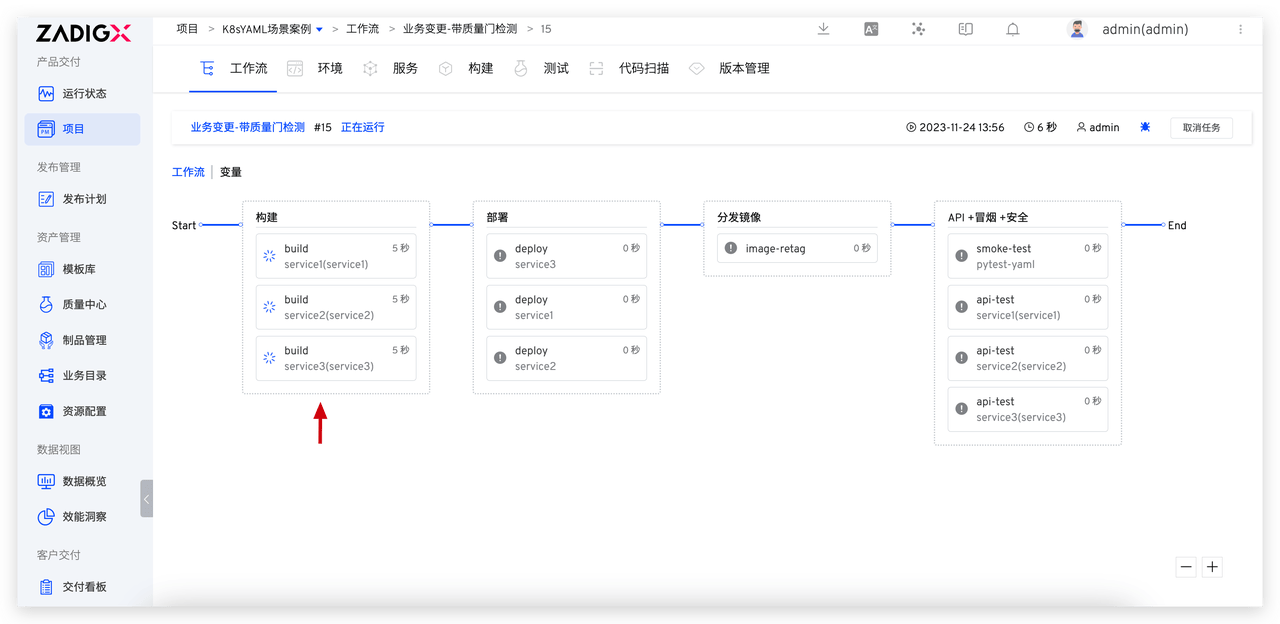 ZADIGX
项目 > K8sYAML场景案例 > 工作流 > 业务变更-带质量门检测 > 15
admin(admin)
产品交付
运行状态
项目
发布管理
发布计划
资产管理
模板库
质量中心
制品管理
业务目录
资源配置
数据视图
数据概览
效能洞察
客户交付
交付看板
工作流
环境
服务
构建
测试
代码扫描
版本管理
业务变更-带质量门检测 #15 正在运行
2023-11-24 13:56
6 秒
admin
取消任务
工作流 | 变量
Start
构建
build 5 秒
service1(service1)
build 5 秒
service2(service2)
build 5 秒
service3(service3)
部署
deploy 0 秒
service3
deploy 0 秒
service1
deploy 0 秒
service2
分发镜像
image-retag 0 秒
API +冒烟 +安全
smoke-test 0 秒
pytest-yaml
api-test 0 秒
service1(service1)
api-test 0 秒
service2(service2)
api-test 0 秒
service3(service3)
End